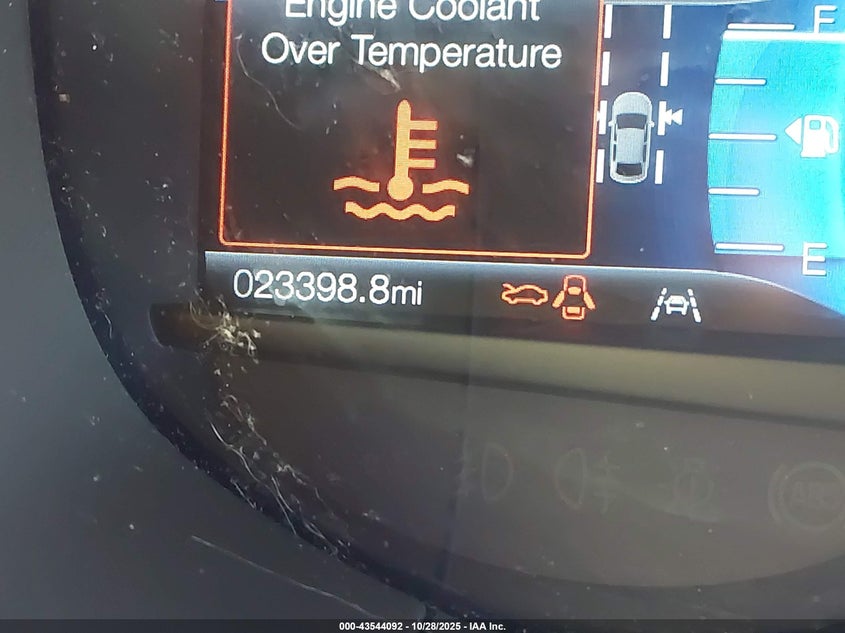 Engine Coolant
Over Temperature
F
E
023398.8mi
000-43544092 - 10/28/2025 - IAA Inc.